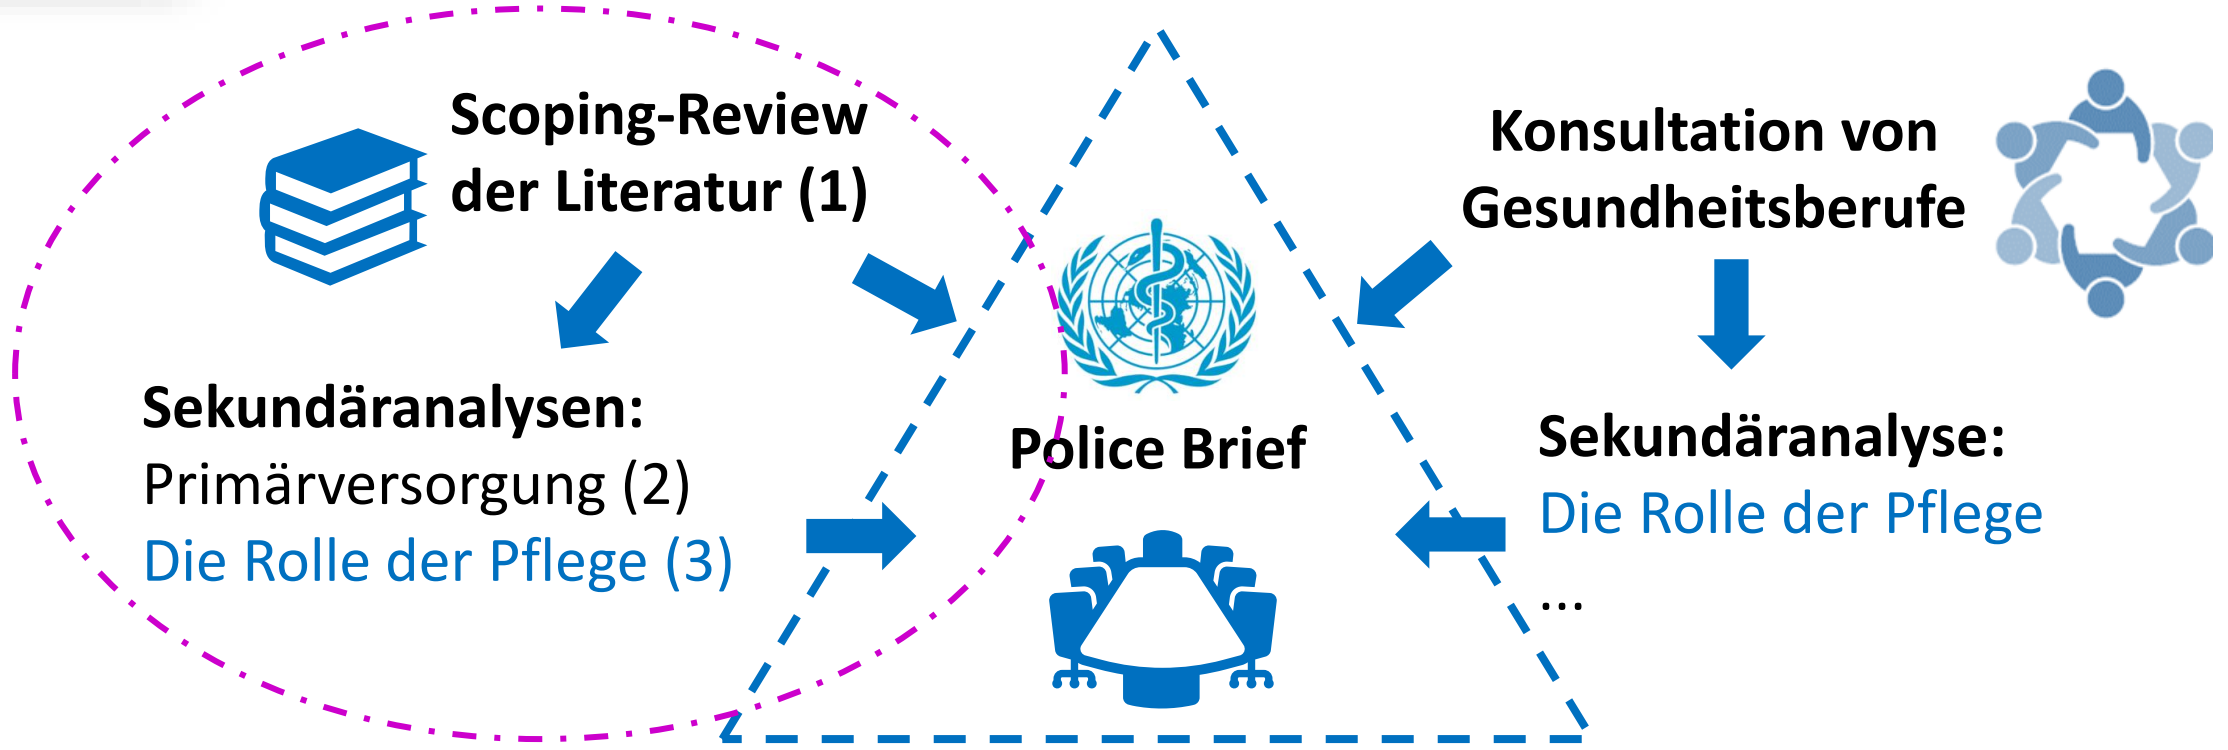 Scoping-Review
der Literatur (1)
Sekundäranalysen:
Primärversorgung (2)
Die Rolle der Pflege (3)
Police Brief
Konsultation von
Gesundheitsberufe
Sekundäranalyse:
Die Rolle der Pflege
...